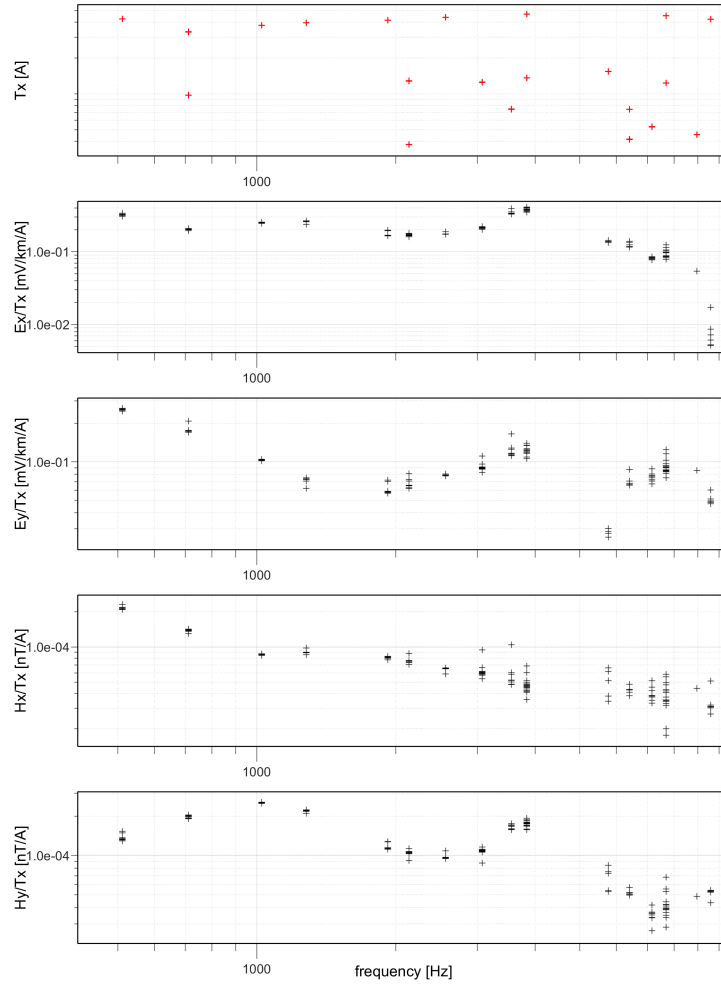 Tx [A]
1000
Ex/Tx [mV/km/A]
1.0e-01
1.0e-02
1000
Ey/Tx [mV/km/A]
1.0e-01
1000
Hx/Tx [nT/A]
1.0e-04
1000
Hy/Tx [nT/A]
1.0e-04
1000
frequency [Hz]